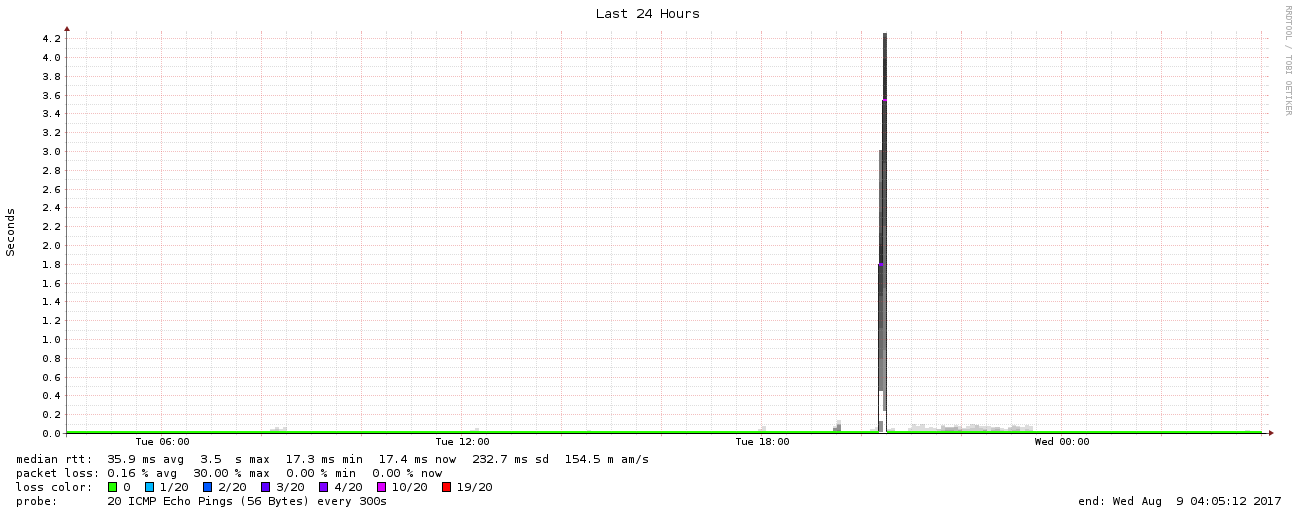 Last 24 Hours
RRDTOOL / TOBI OETIKER
Seconds
4.2
4.0
3.8
3.6
3.4
3.2
3.0
2.8
2.6
2.4
2.2
2.0
1.8
1.6
1.4
1.2
1.0
0.8
0.6
0.4
0.2
0.0
Tue 06:00 Tue 12:00 Tue 18:00 Wed 00:00
median rtt: 35.9 ms avg 3.5 s max 17.3 ms min 17.4 ms now 232.7 ms sd 154.5 m am/s
packet loss: 0.16 % avg 30.00 % max 0.00 % min 0.00 % now
loss color: 0 1/20 2/20 3/20 4/20 10/20 19/20
probe: 20 ICMP Echo Pings (56 Bytes) every 300s end: Wed Aug 9 04:05:12 2017